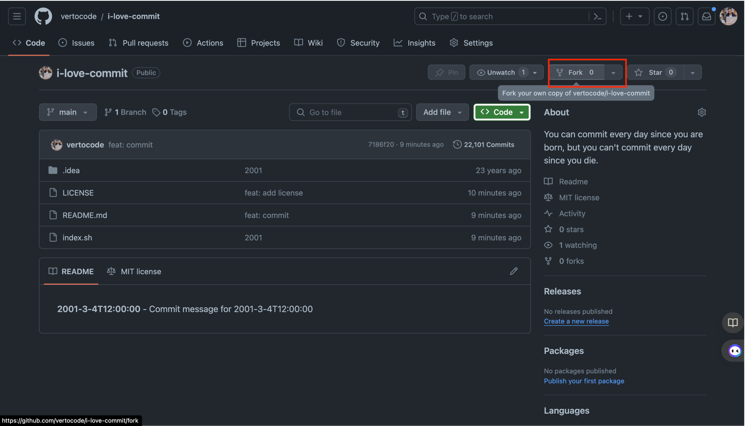 vertocode / i-love-commit
Type / to search
Code Issues Pull requests Actions Projects Wiki Security Insights Settings
i-love-commit Public
Pin Unwatch 1 Fork 0 Star 0
Fork your own copy of vertocode/i-love-commit
main 1 Branch 0 Tags Go to file t Add file Code
vertocode feat: commit 7186f20 · 9 minutes ago 22,101 Commits
.idea 2001 23 years ago
LICENSE feat: add license 10 minutes ago
README.md feat: commit 9 minutes ago
index.sh 2001 9 minutes ago
README MIT license
2001-3-4T12:00:00 - Commit message for 2001-3-4T12:00:00
About
You can commit every day since you are
born, but you can't commit every day
since you die.
Readme
MIT license
Activity
0 stars
1 watching
0 forks
Releases
No releases published
Create a new release
Packages
No packages published
Publish your first package
Languages
https://github.com/vertocode/i-love-commit/fork